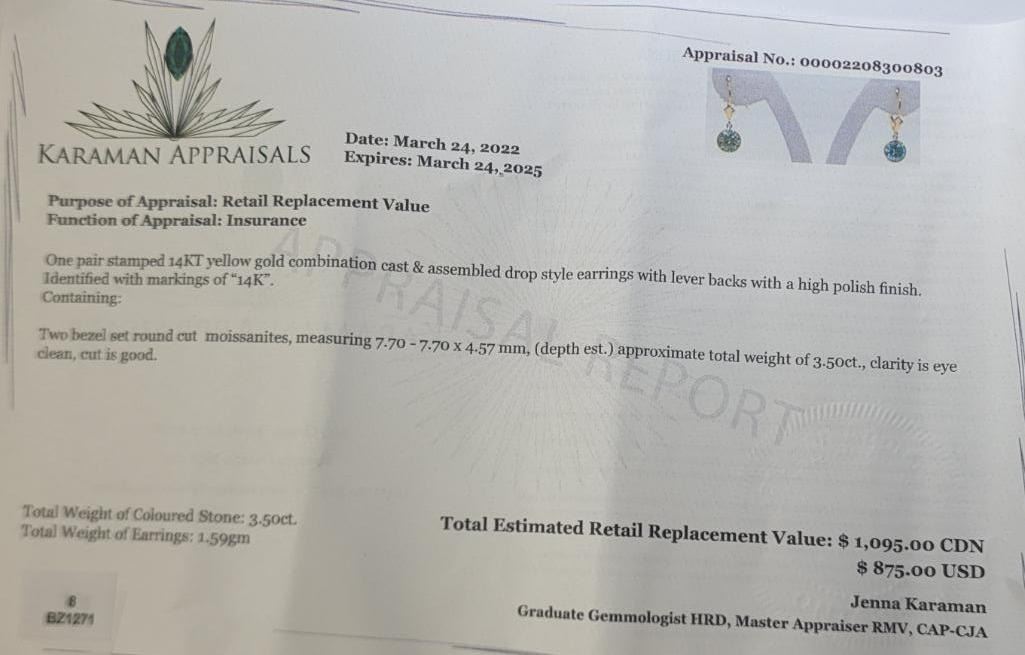 Appraisal No.: 00002208300803
KARAMAN APPRAISALS
Date: March 24, 2022
Expires: March 24, 2025
Purpose of Appraisal: Retail Replacement Value
Function of Appraisal: Insurance
One pair stamped 14KT yellow gold combination cast & assembled drop style earrings with lever backs with a high polish finish.
Identified with markings of "14K".
Containing:
Two bezel set round cut moissanites, measuring 7.70 - 7.70 x 4.57 mm, (depth est.) approximate total weight of 3.50ct., clarity is eye
clean, cut is good.
APPRAISAL REPORT
Total Weight of Coloured Stone: 3.50ct.
Total Weight of Earrings: 1.59gm
Total Estimated Retail Replacement Value: $ 1,095.00 CDN
$ 875.00 USD
Jenna Karaman
Graduate Gemmologist HRD, Master Appraiser RMV, CAP-CJA
BZ1271